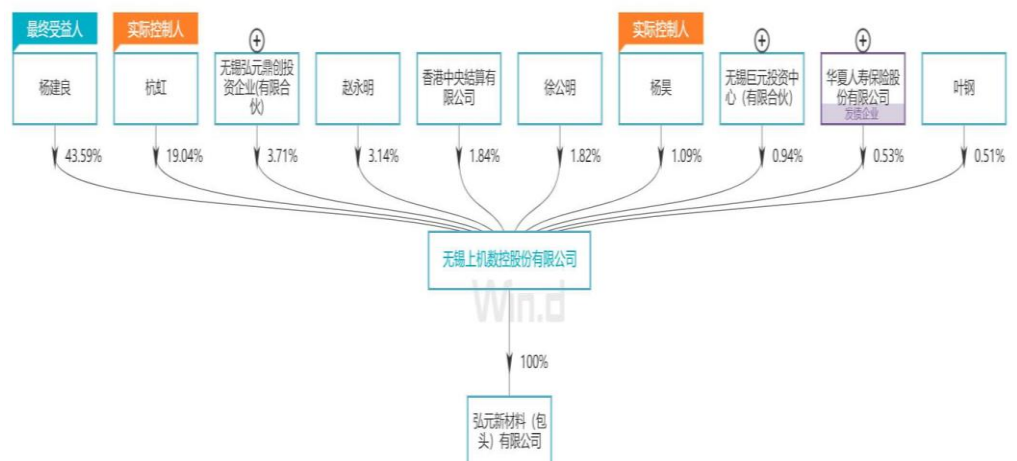 最终受益人
实际控制人
实际控制人
杨建良
杭虹
无锡弘元鼎创投
资企业(有限合
伙)
赵永明
香港中央结算有
限公司
徐公明
杨昊
无锡巨元投资中
心（有限合伙）
华夏人寿保险股
份有限公司
发债企业
叶钢
43.59%
19.04%
3.71%
3.14%
1.84%
1.82%
1.09%
0.94%
0.53%
0.51%
无锡上机数控股份有限公司
Win.d
100%
弘元新材料（包
头）有限公司